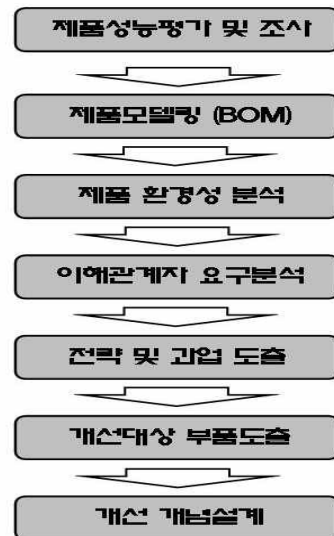 제품성능평가 및 조사
제품모델링 (BOM)
제품 환경성 분석
이해관계자 요구분석
전략 및 과업 도출
개선대상 부품도출
개선 개념설계